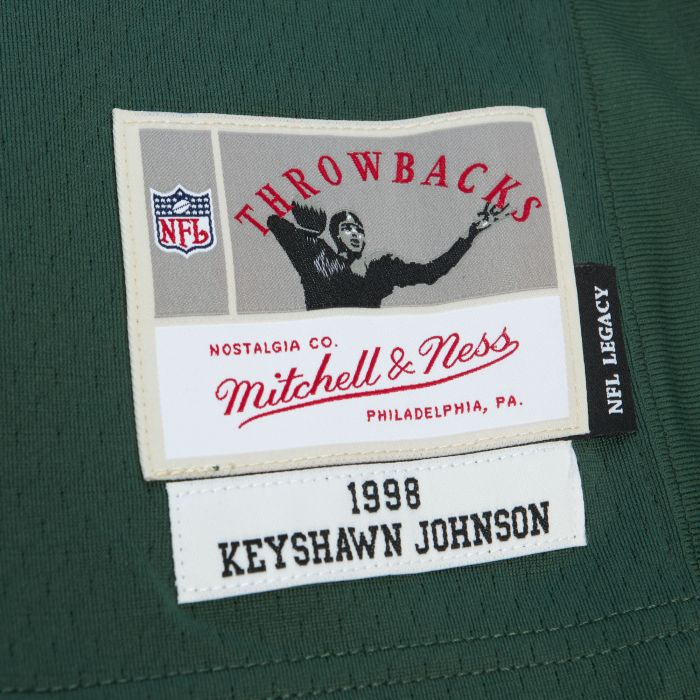 THROWBACKS
NFL
NOSTALGIA CO.
Mitchell & Ness
PHILADELPHIA, PA.
NFL LEGACY
1998
KEYSHAWN JOHNSON